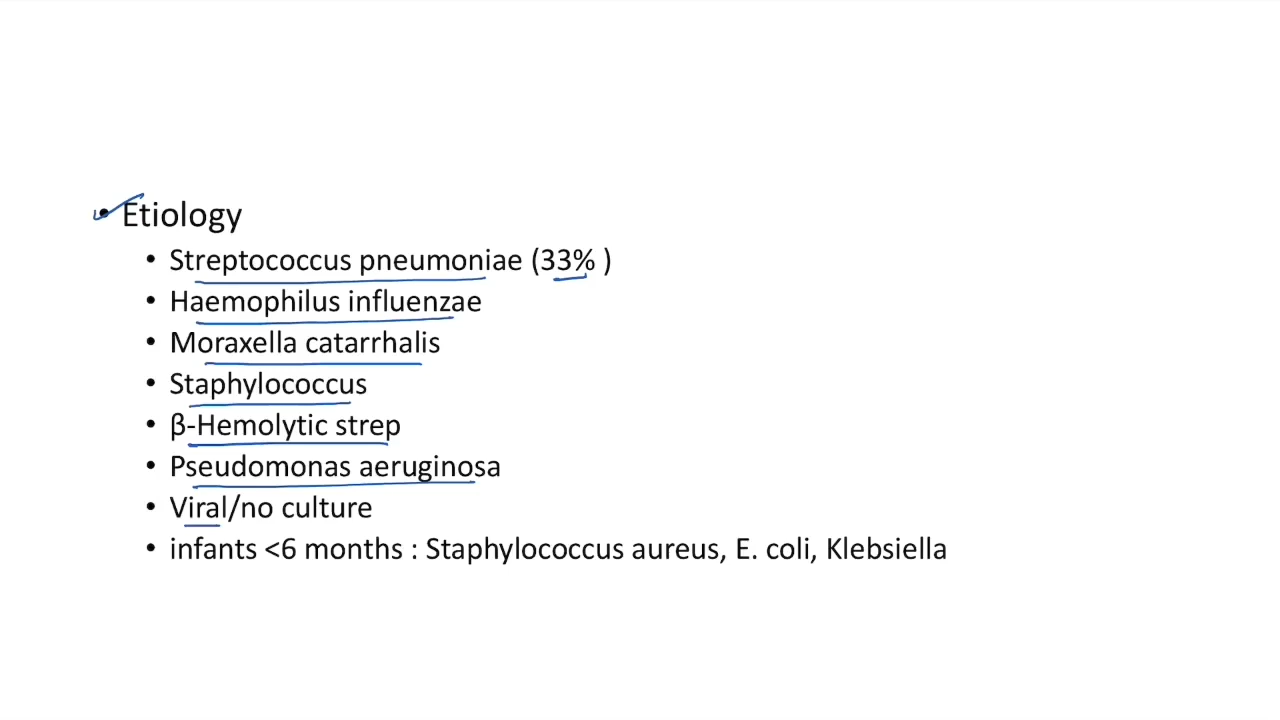 • Etiology
• Streptococcus pneumoniae (33% )
• Haemophilus influenzae
• Moraxella catarrhalis
• Staphylococcus
• β-Hemolytic strep
• Pseudomonas aeruginosa
• Viral/no culture
• infants <6 months : Staphylococcus aureus, E. coli, Klebsiella